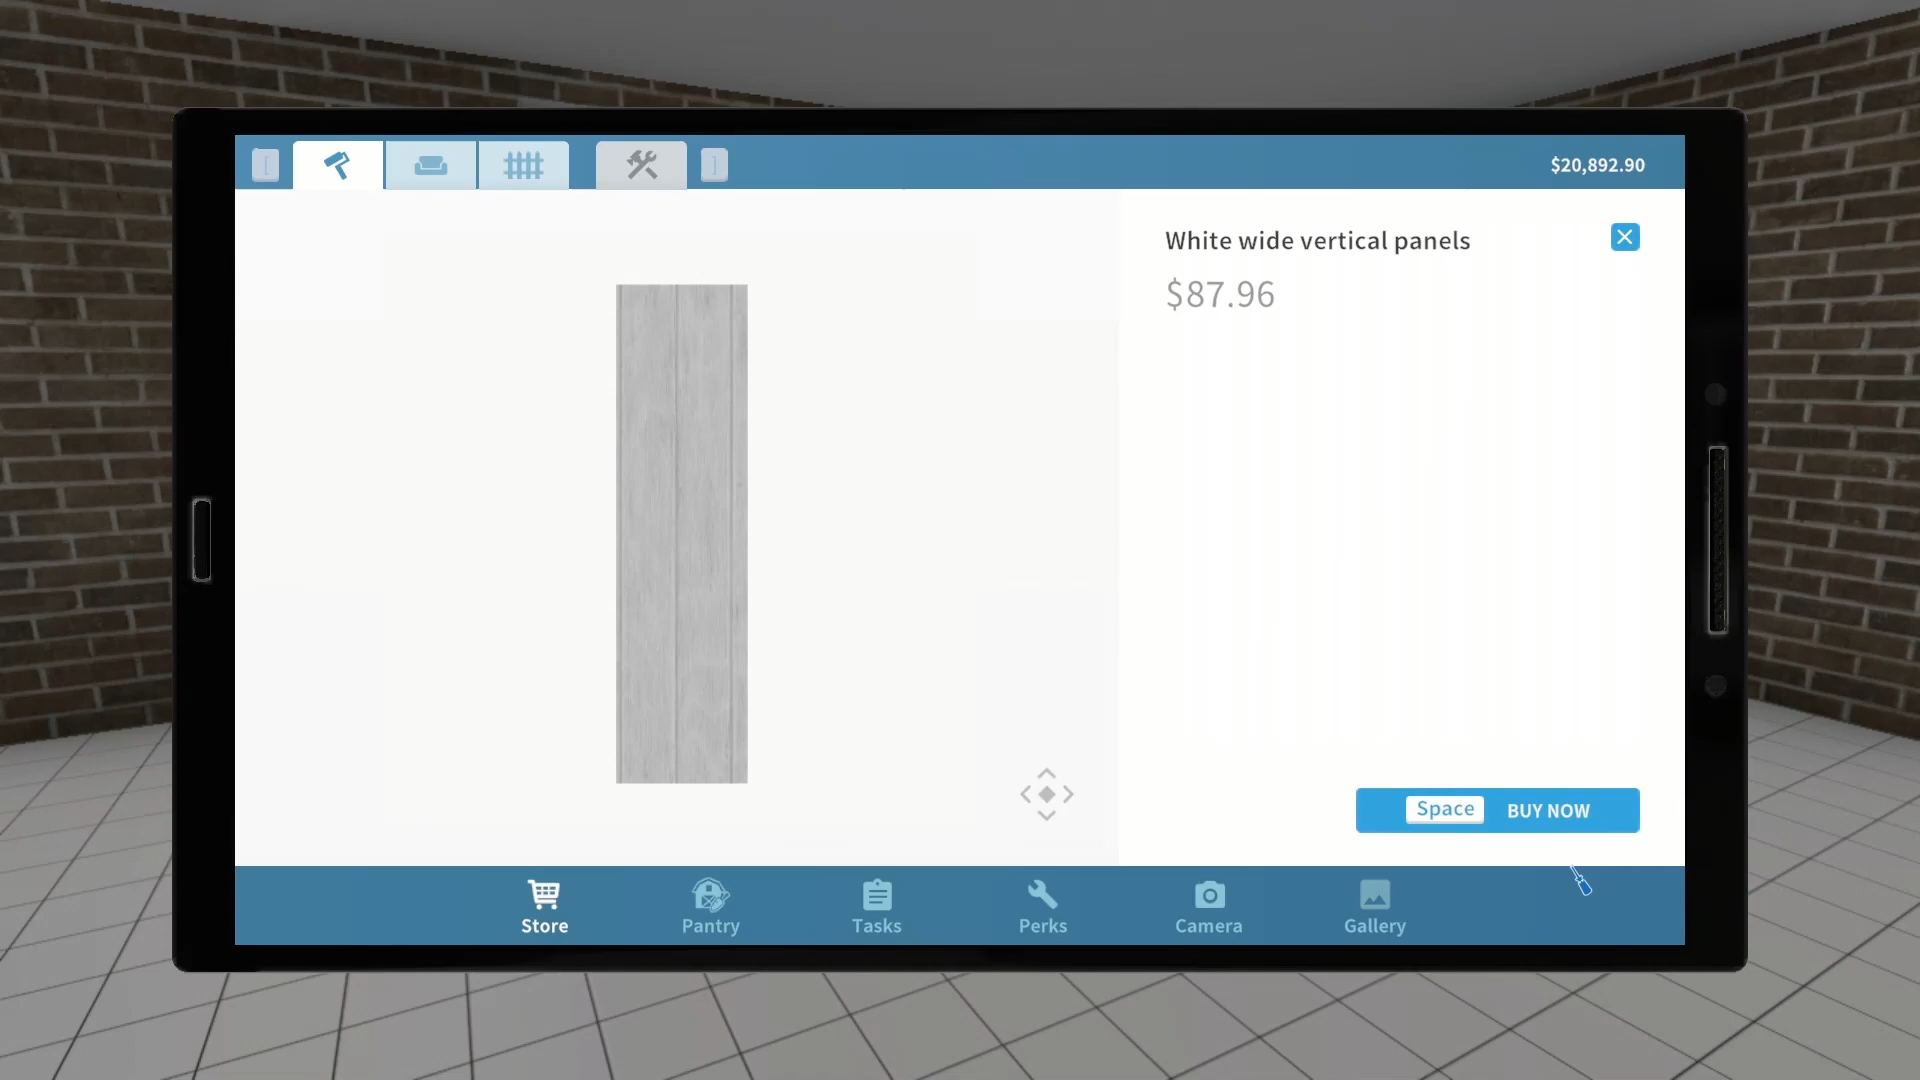 [
]
$20,892.90
White wide vertical panels
$87.96
Space BUY NOW
Store
Pantry
Tasks
Perks
Camera
Gallery